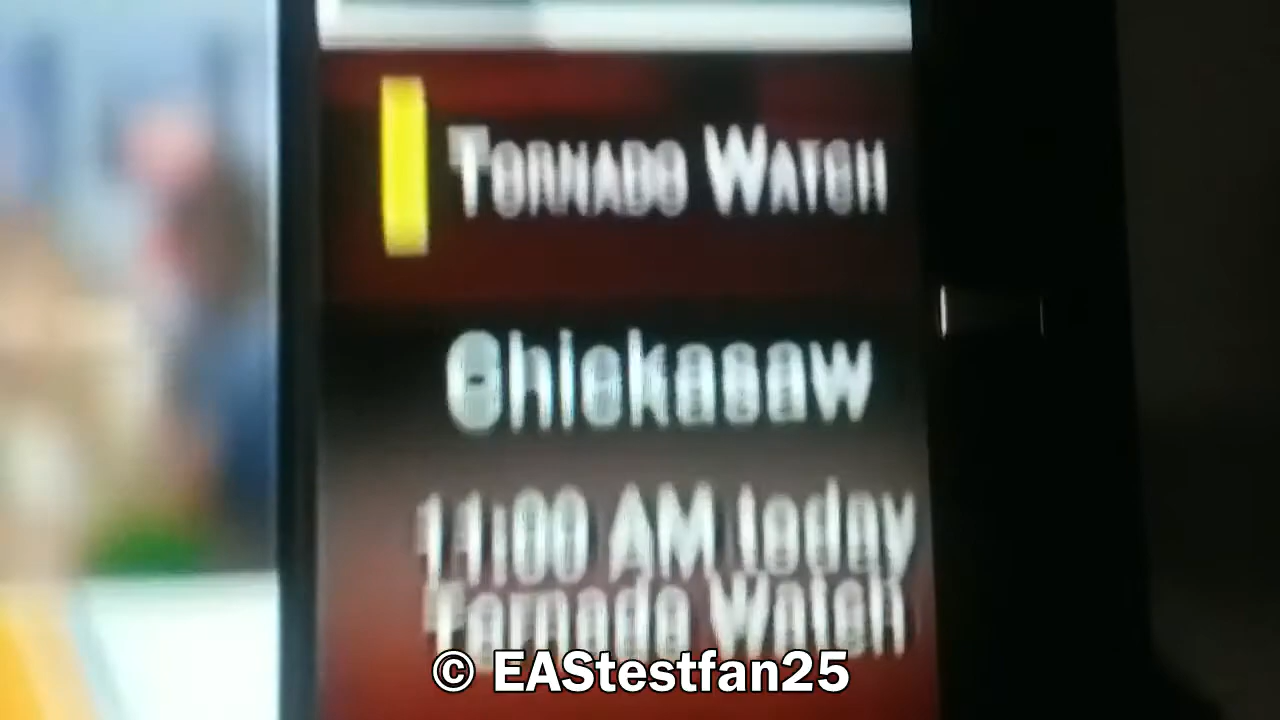 TORNADO WATCH
Chickasaw
11:00 AM today
Tornado Watch
© EAStestfan25